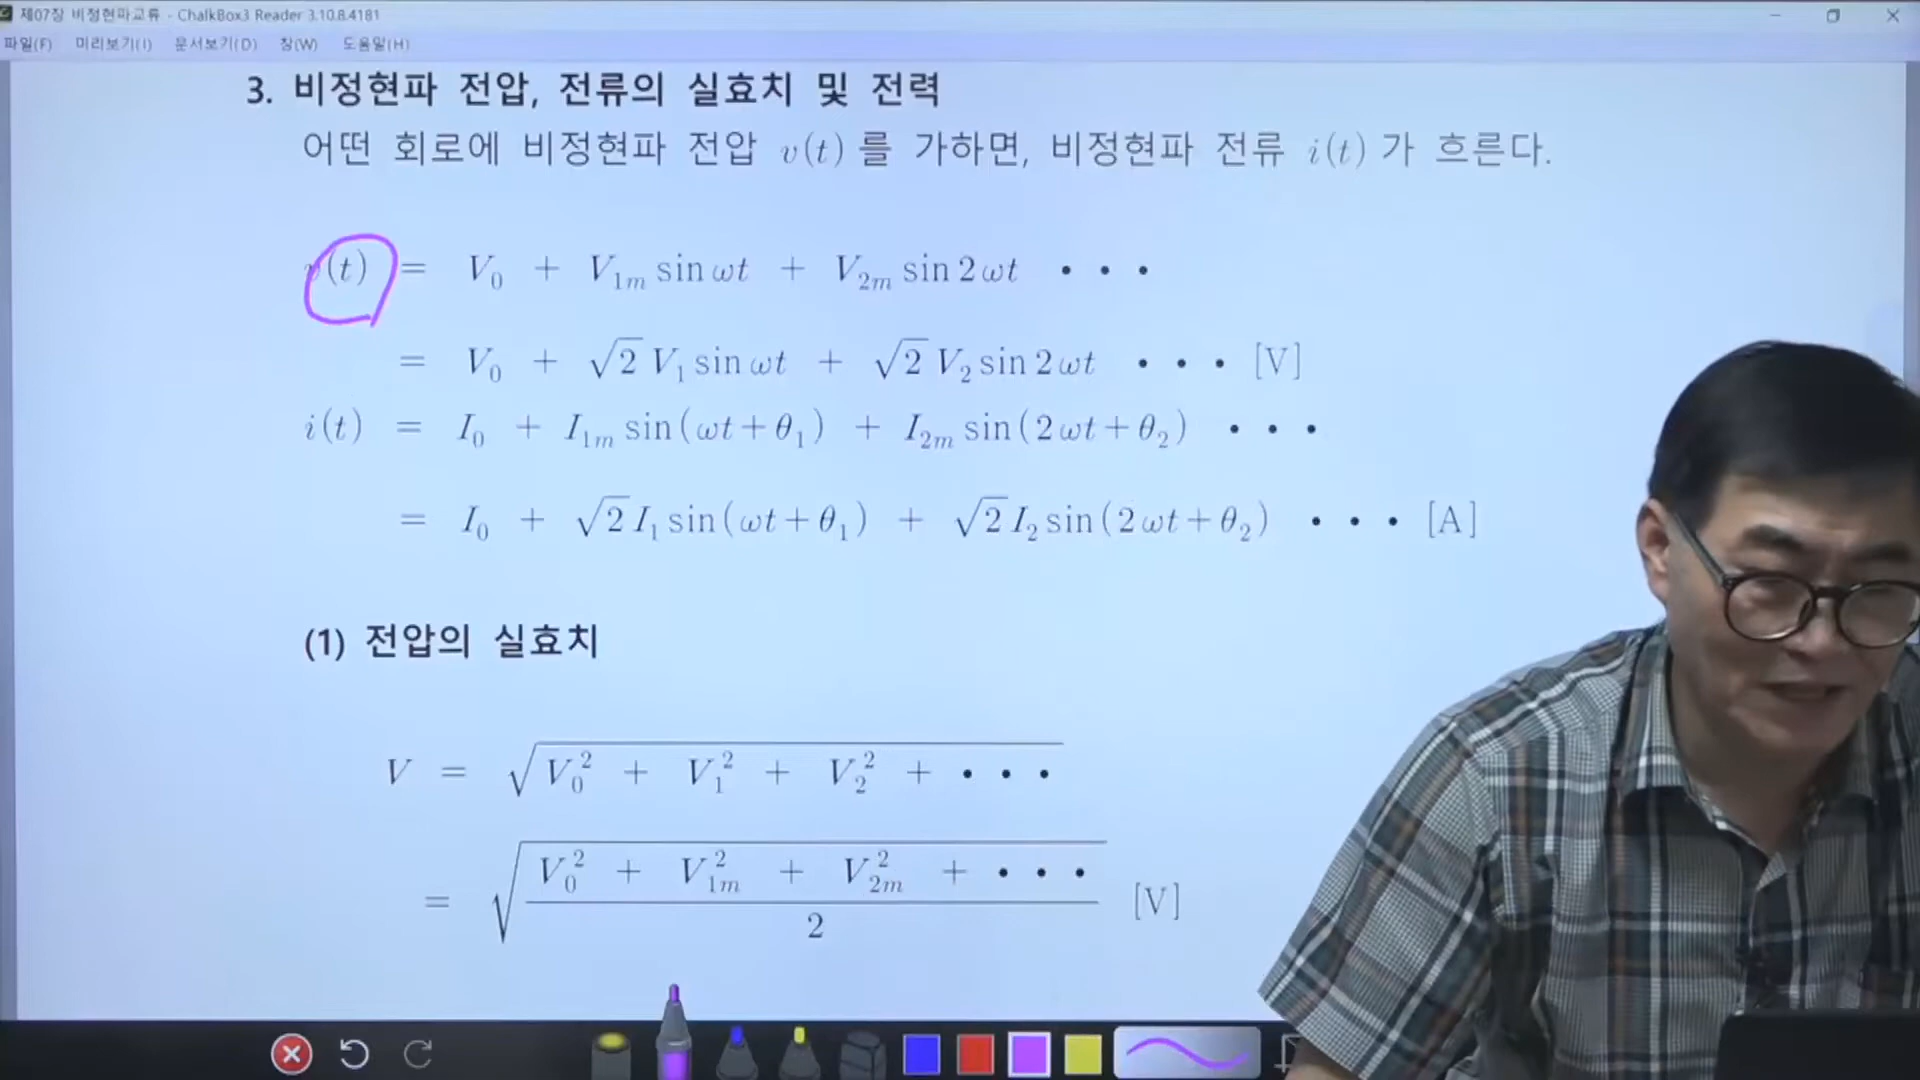 제07장 비정현파교류 - ChalkBox3 Reader 3.10.8.4181
파일(F) 미리보기(I) 문서보기(D) 창(W) 도움말(H)
3. 비정현파 전압, 전류의 실효치 및 전력
어떤 회로에 비정현파 전압 v(t)를 가하면, 비정현파 전류 i(t)가 흐른다.
v(t) = V₀ + V₁ₘ sin ωt + V₂ₘ sin 2ωt • • •
= V₀ + √2 V₁ sin ωt + √2 V₂ sin 2ωt • • • [V]
i(t) = I₀ + I₁ₘ sin(ωt+θ₁) + I₂ₘ sin(2ωt+θ₂) • • •
= I₀ + √2 I₁ sin(ωt+θ₁) + √2 I₂ sin(2ωt+θ₂) • • • [A]
(1) 전압의 실효치
V = √(V₀² + V₁² + V₂² + • • •)
= √((V₀² + V₁ₘ² + V₂ₘ² + • • •)/2) [V]